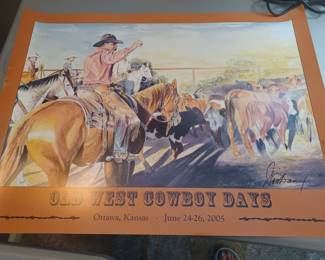 OLD WEST COWBOY DAYS
Ottawa, Kansas · June 24-26, 2005